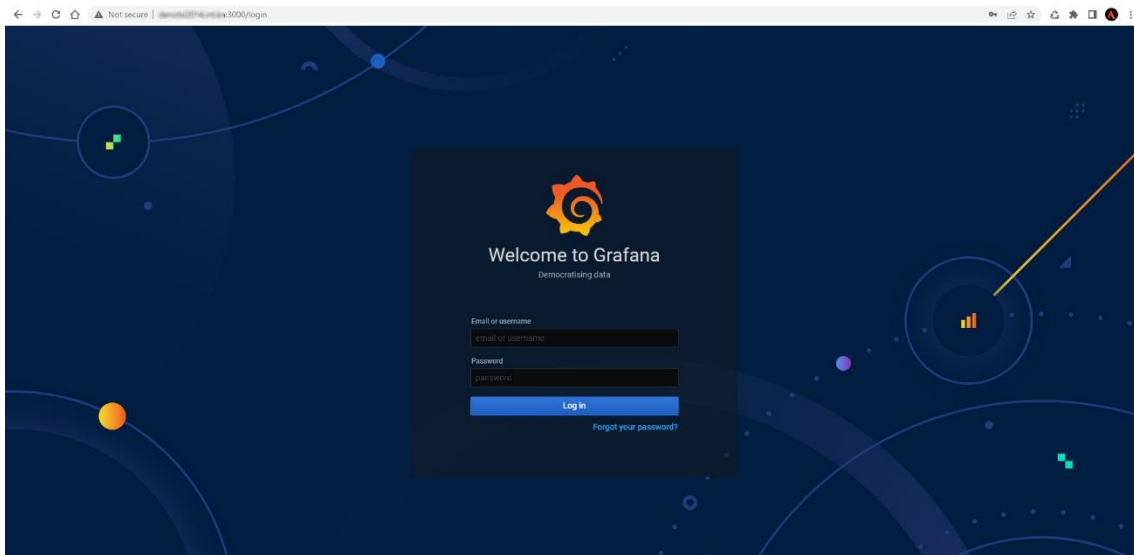 Not secure
:3000/login
A
Welcome to Grafana
Democratising data
Email or username
email or username
Password
password
Log in
Forgot your password?